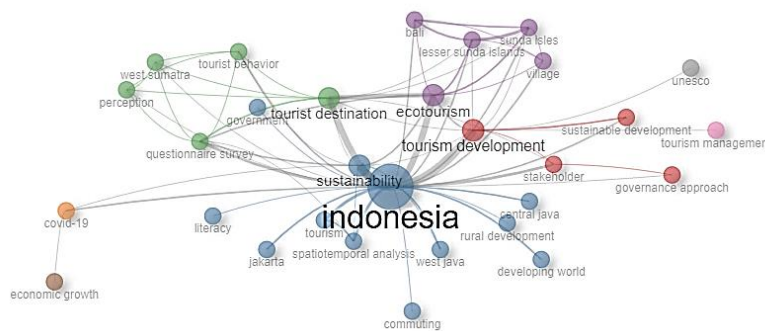 bali
sunda isles
lesser sunda islands
tourist behavior
village
west sumatra
unesco
perception
ecotourism
tourist destination
government
sustainable development
tourism development
tourism managemer
questionnaire survey
stakeholder
governance approach
sustainability
indonesia
central java
covid-19
literacy
tourism
rural development
spatiotemporal analysis
west java
jakarta
developing world
economic growth
commuting